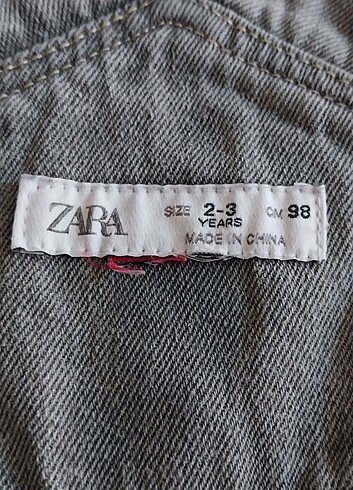 ZARA SIZE 2-3 CM 98
YEARS
MADE IN CHINA